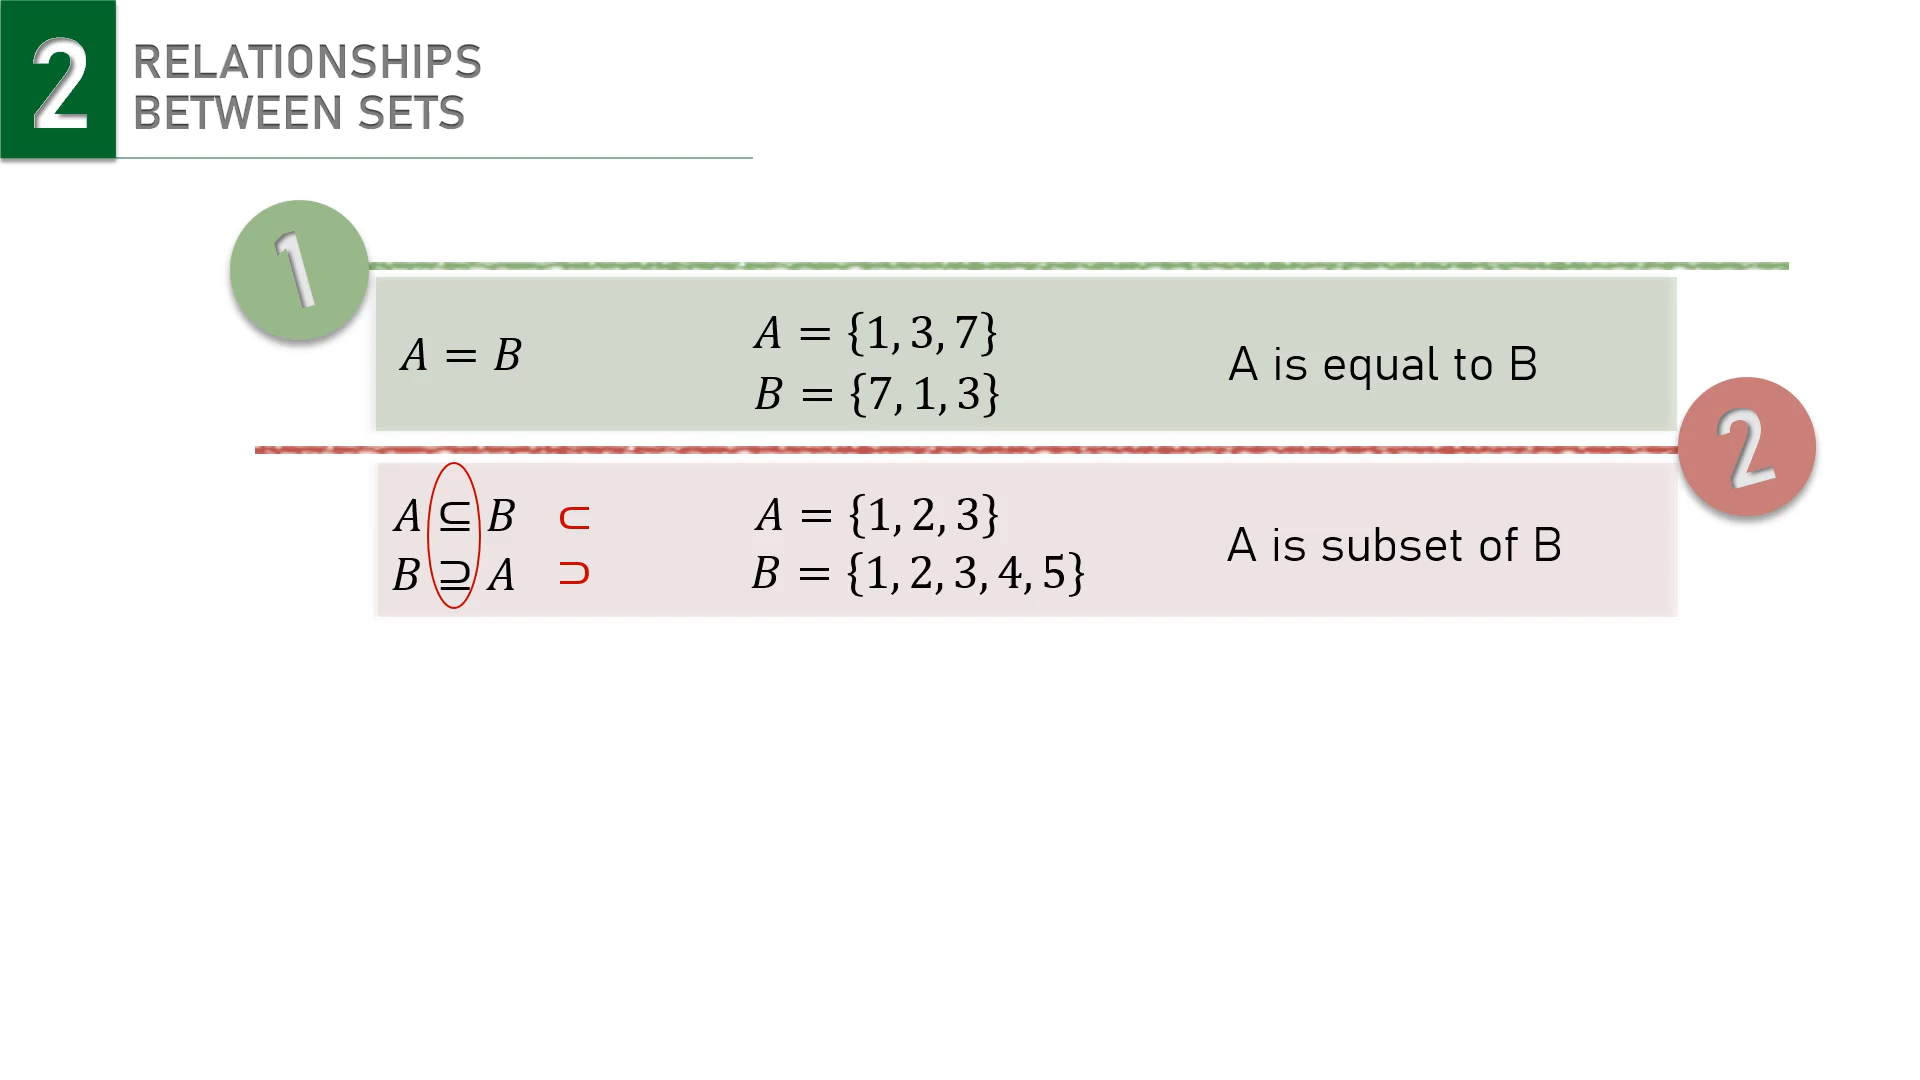 2
RELATIONSHIPS
BETWEEN SETS
1
A = B
A = {1, 3, 7}
B = {7, 1, 3}
A is equal to B
2
A ⊆ B ⊂
B ⊇ A ⊃
A = {1, 2, 3}
B = {1, 2, 3, 4, 5}
A is subset of B